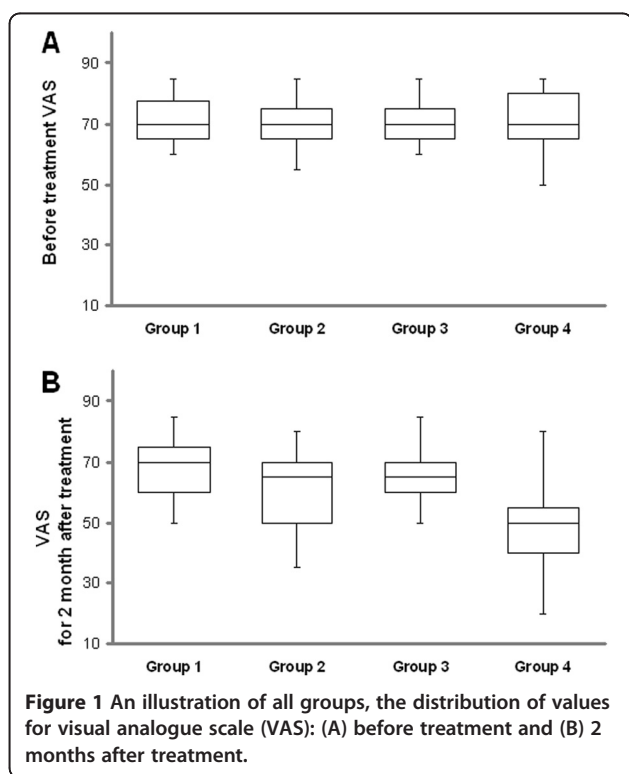 A
Before treatment VAS
90
70
50
30
10
Group 1 Group 2 Group 3 Group 4
B
VAS
for 2 month after treatment
90
70
50
30
10
Group 1 Group 2 Group 3 Group 4
Figure 1 An illustration of all groups, the distribution of values
for visual analogue scale (VAS): (A) before treatment and (B) 2
months after treatment.